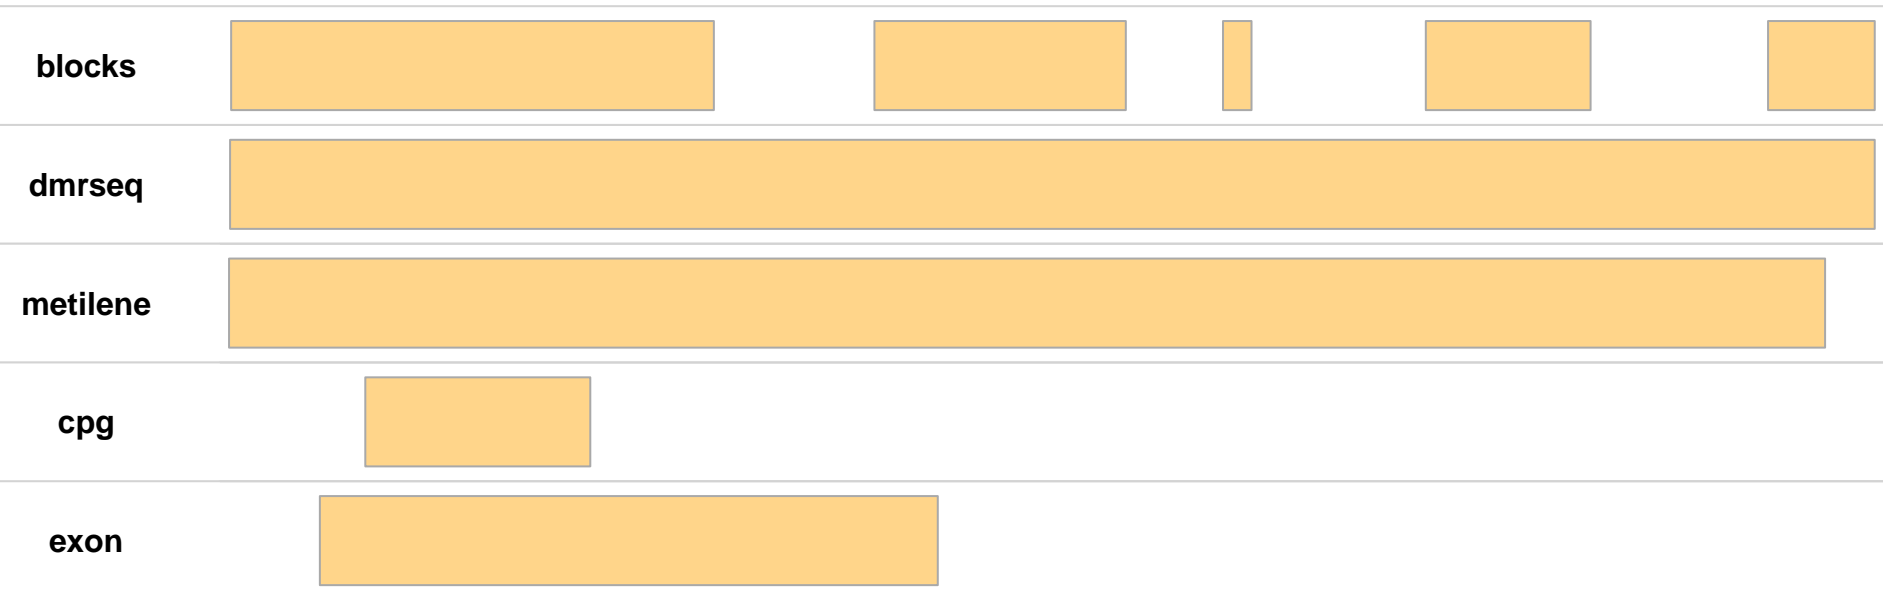 blocks
dmrseq
metilene
cpg
exon